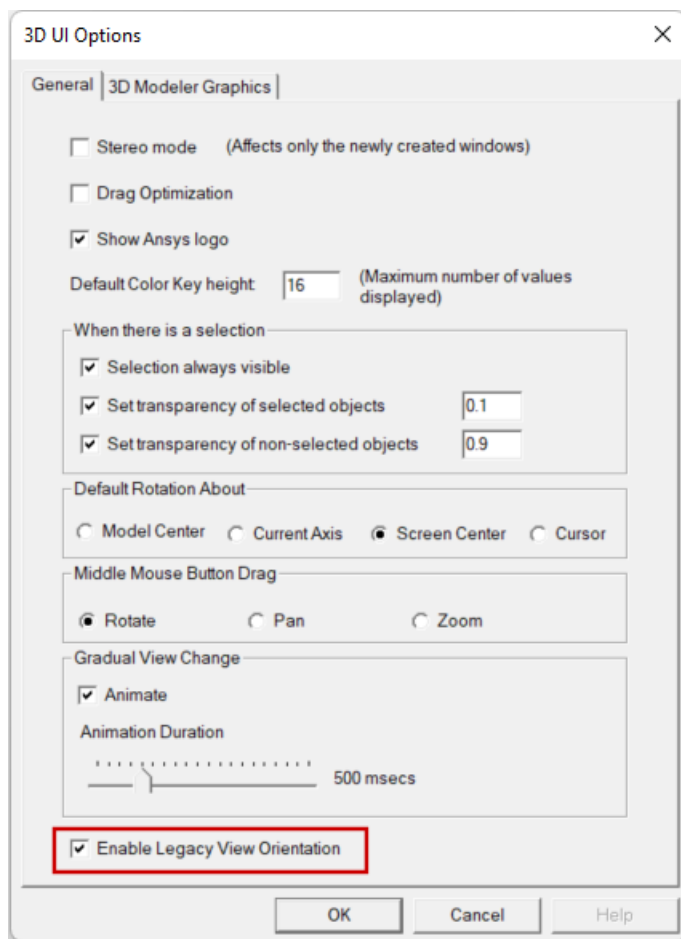 3D UI Options
General
3D Modeler Graphics
Stereo mode (Affects only the newly created windows)
Drag Optimization
Show Ansys logo
Default Color Key height: 16 (Maximum number of values
displayed)
When there is a selection
Selection always visible
Set transparency of selected objects 0.1
Set transparency of non-selected objects 0.9
Default Rotation About
Model Center Current Axis Screen Center Cursor
Middle Mouse Button Drag
Rotate Pan Zoom
Gradual View Change
Animate
Animation Duration
500 msecs
Enable Legacy View Orientation
OK Cancel Help